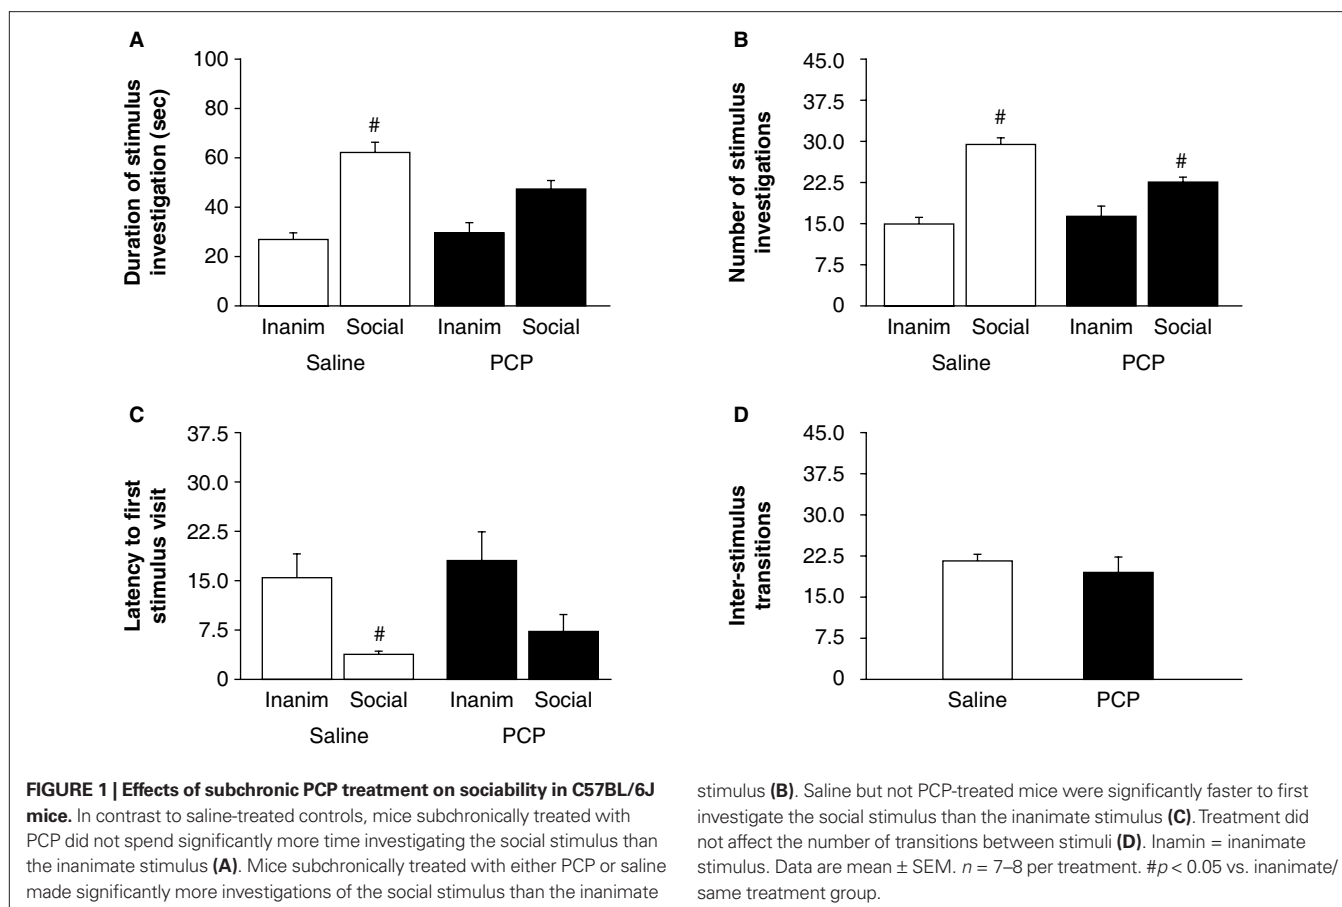 A
100
80
60
40
20
0
Duration of stimulus
investigation (sec)
#
Inanim Social Inanim Social
Saline PCP
B
45.0
37.5
30.0
22.5
15.0
7.5
0
Number of stimulus
investigations
#
#
Inanim Social Inanim Social
Saline PCP
C
37.5
30.0
22.5
15.0
7.5
0
Latency to first
stimulus visit
#
Inanim Social Inanim Social
Saline PCP
D
45.0
37.5
30.0
22.5
15.0
7.5
0
Inter-stimulus
transitions
Saline PCP
FIGURE 1 | Effects of subchronic PCP treatment on sociability in C57BL/6J
mice. In contrast to saline-treated controls, mice subchronically treated with
PCP did not spend significantly more time investigating the social stimulus than
the inanimate stimulus (A). Mice subchronically treated with either PCP or saline
made significantly more investigations of the social stimulus than the inanimate
stimulus (B). Saline but not PCP-treated mice were significantly faster to first
investigate the social stimulus than the inanimate stimulus (C). Treatment did
not affect the number of transitions between stimuli (D). Inamin = inanimate
stimulus. Data are mean ± SEM. n = 7–8 per treatment. #p < 0.05 vs. inanimate/
same treatment group.